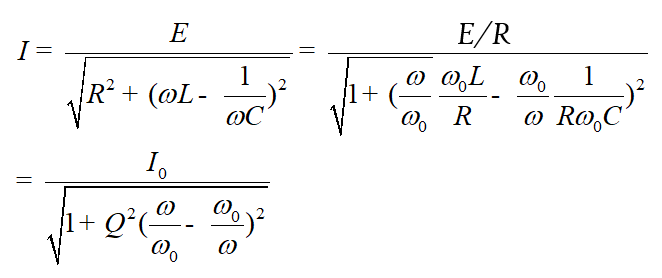 I = E / √(R² + (ωL - 1/(ωC))²) = E/R / √(1 + (ω/ω₀ ω₀L/R - ω₀/ω 1/(Rω₀C))²)
= I₀ / √(1 + Q²(ω/ω₀ - ω₀/ω)²)